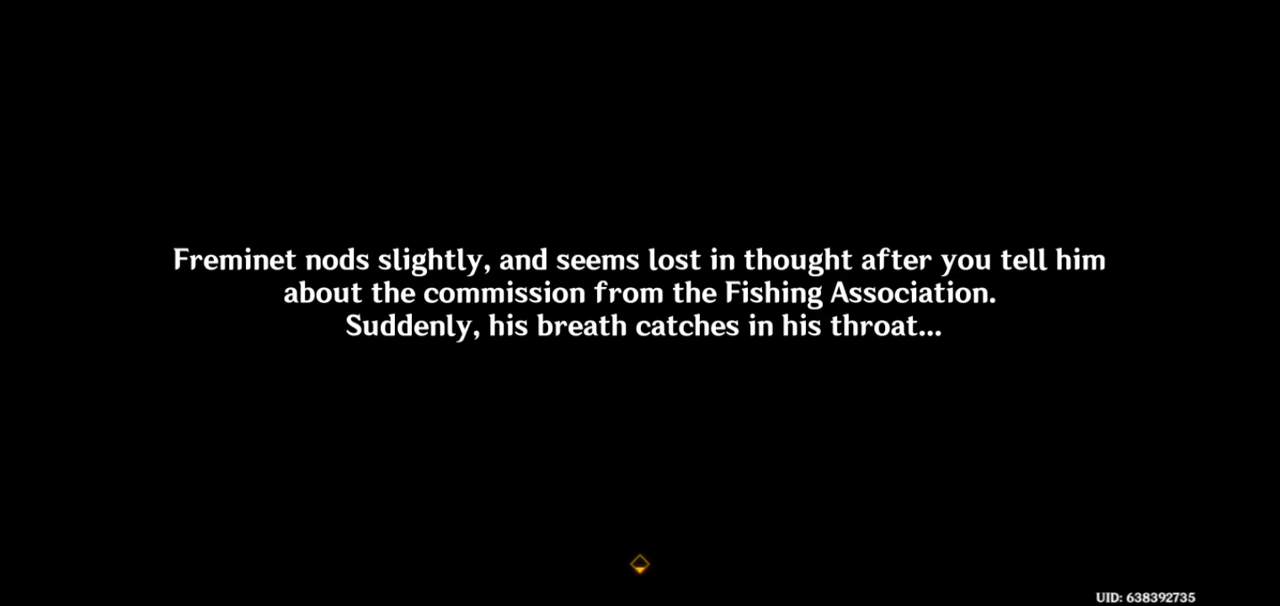 Freminet nods slightly, and seems lost in thought after you tell him
about the commission from the Fishing Association.
Suddenly, his breath catches in his throat...
UID: 638392735